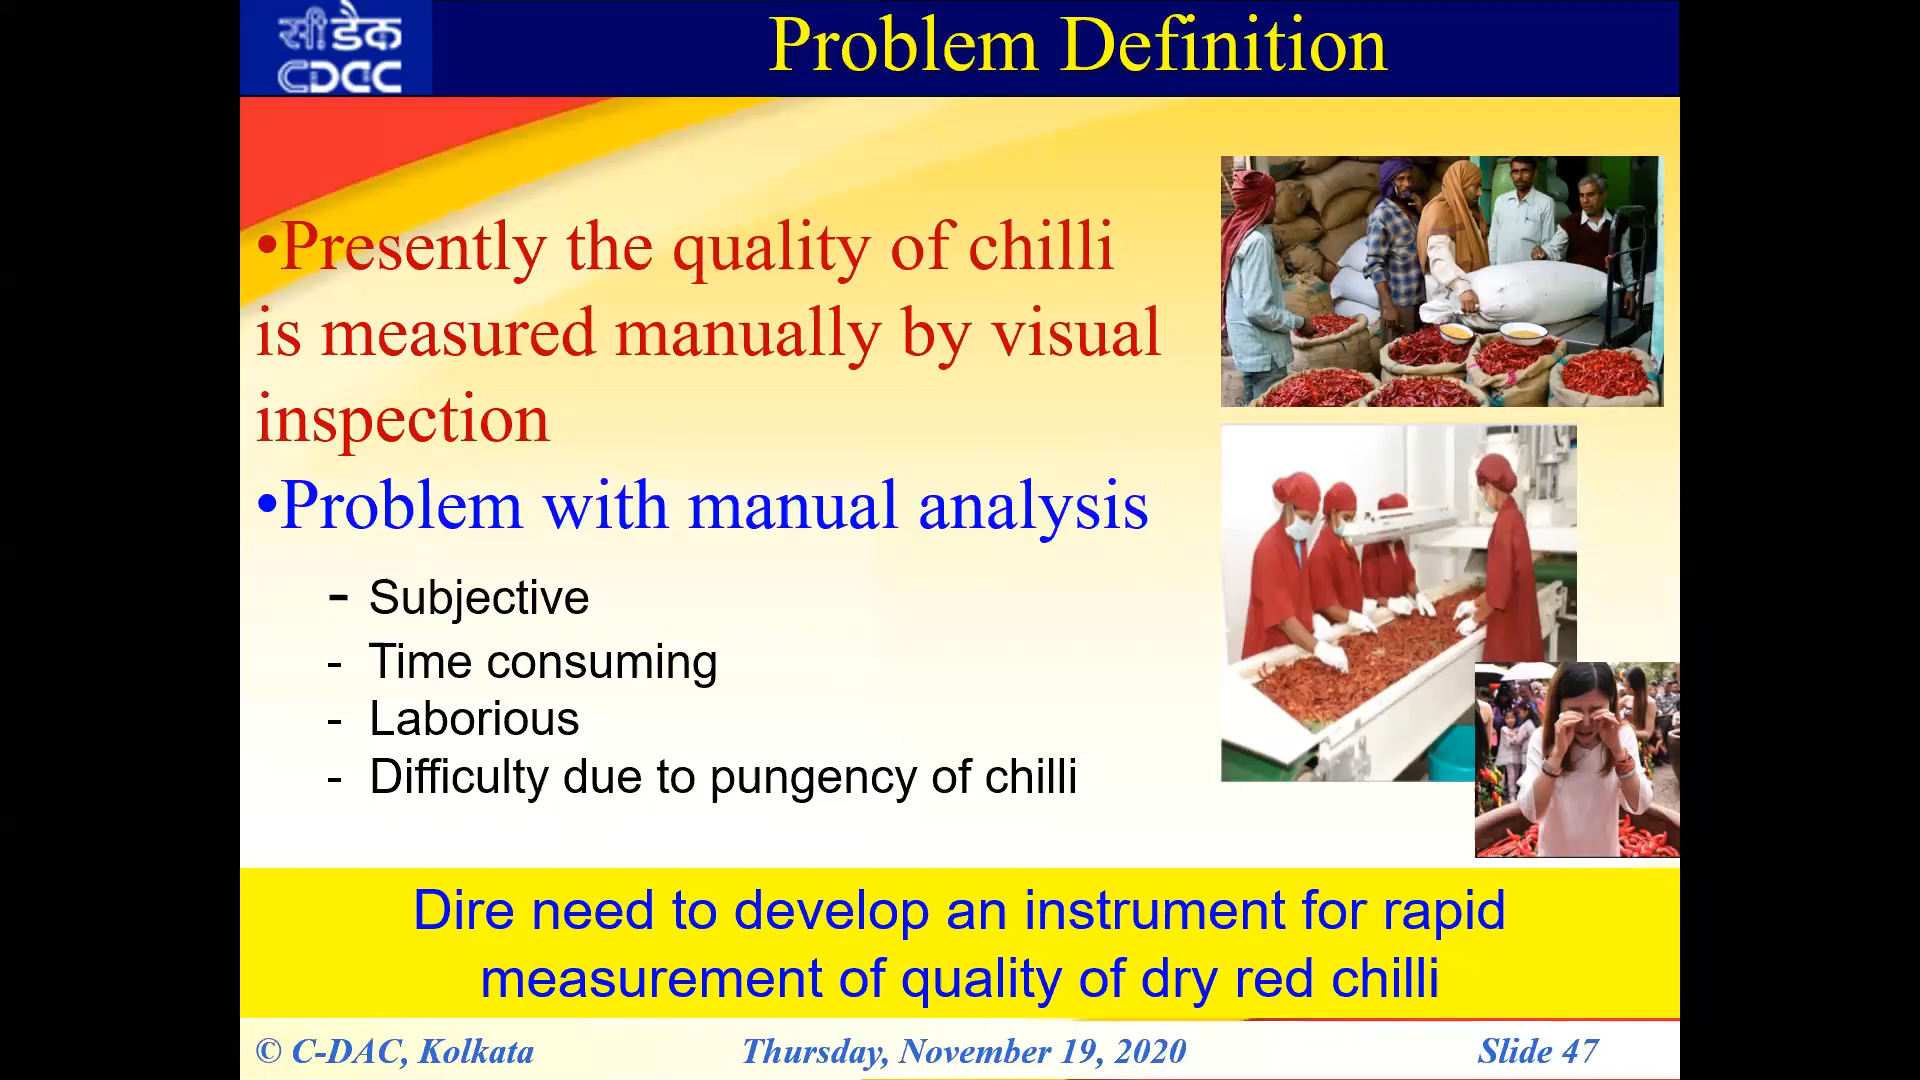 सी डैक
CDAC
Problem Definition
•Presently the quality of chilli
is measured manually by visual
inspection
•Problem with manual analysis
- Subjective
- Time consuming
- Laborious
- Difficulty due to pungency of chilli
Dire need to develop an instrument for rapid
measurement of quality of dry red chilli
© C-DAC, Kolkata Thursday, November 19, 2020 Slide 47